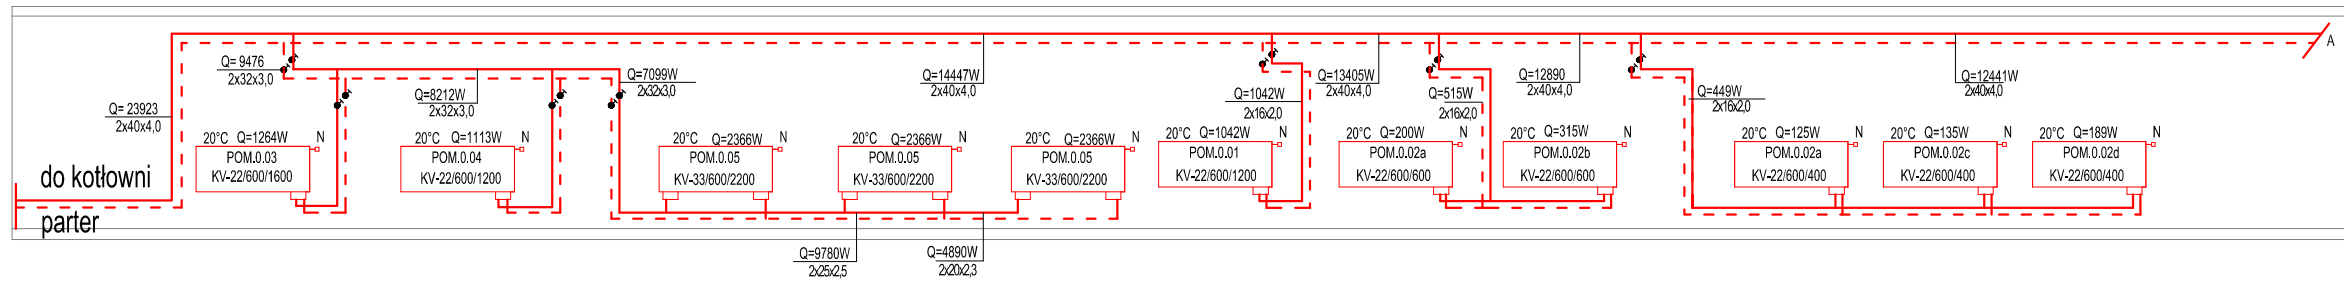 Q= 23923
2x40x4,0
do kotłowni
parter
Q= 9476
2x32x3,0
20°C Q=1264W N
POM.0.03
KV-22/600/1600
Q=8212W
2x32x3,0
20°C Q=1113W N
POM.0.04
KV-22/600/1200
Q=7099W
2x32x3,0
20°C Q=2366W N
POM.0.05
KV-33/600/2200
Q=9780W
2x25x2,5
20°C Q=2366W N
POM.0.05
KV-33/600/2200
Q=14447W
2x40x4,0
Q=4890W
2x20x2,3
20°C Q=2366W N
POM.0.05
KV-33/600/2200
Q=1042W
2x16x2,0
20°C Q=1042W N
POM.0.01
KV-22/600/1200
Q=13405W
2x40x4,0
Q=515W
2x16x2,0
20°C Q=200W N
POM.0.02a
KV-22/600/600
Q=12890
2x40x4,0
20°C Q=315W N
POM.0.02b
KV-22/600/600
Q=449W
2x16x2,0
20°C Q=125W N
POM.0.02a
KV-22/600/400
Q=12441W
2x40x4,0
20°C Q=135W N
POM.0.02c
KV-22/600/400
20°C Q=189W N
POM.0.02d
KV-22/600/400
A